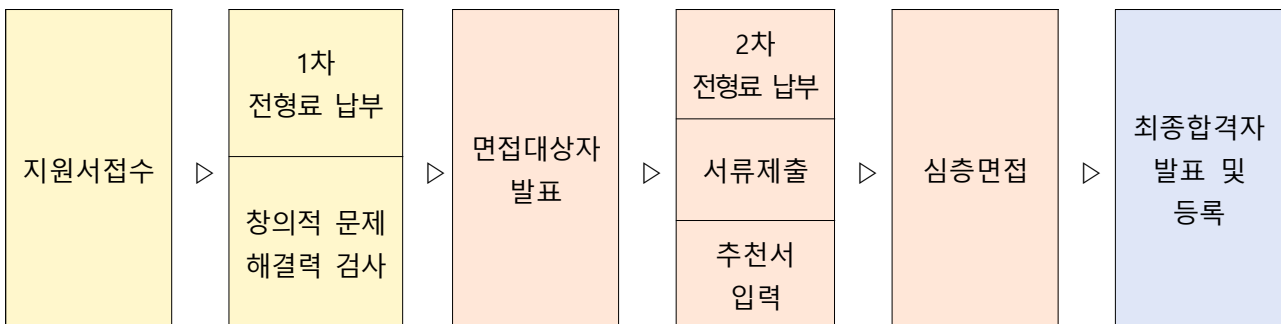 지원서접수
▷
1차
전형료 납부
창의적 문제
해결력 검사
▷
면접대상자
발표
▷
2차
전형료 납부
서류제출
추천서
입력
▷
심층면접
▷
최종합격자
발표 및
등록